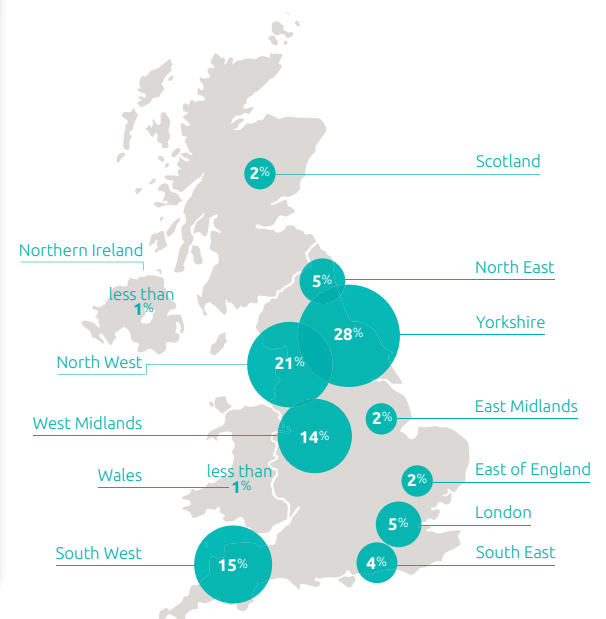 Scotland
2%
Northern Ireland
less than
1%
North East
5%
Yorkshire
28%
North West
21%
East Midlands
2%
West Midlands
14%
Wales
less than
1%
East of England
2%
London
5%
South West
15%
South East
4%